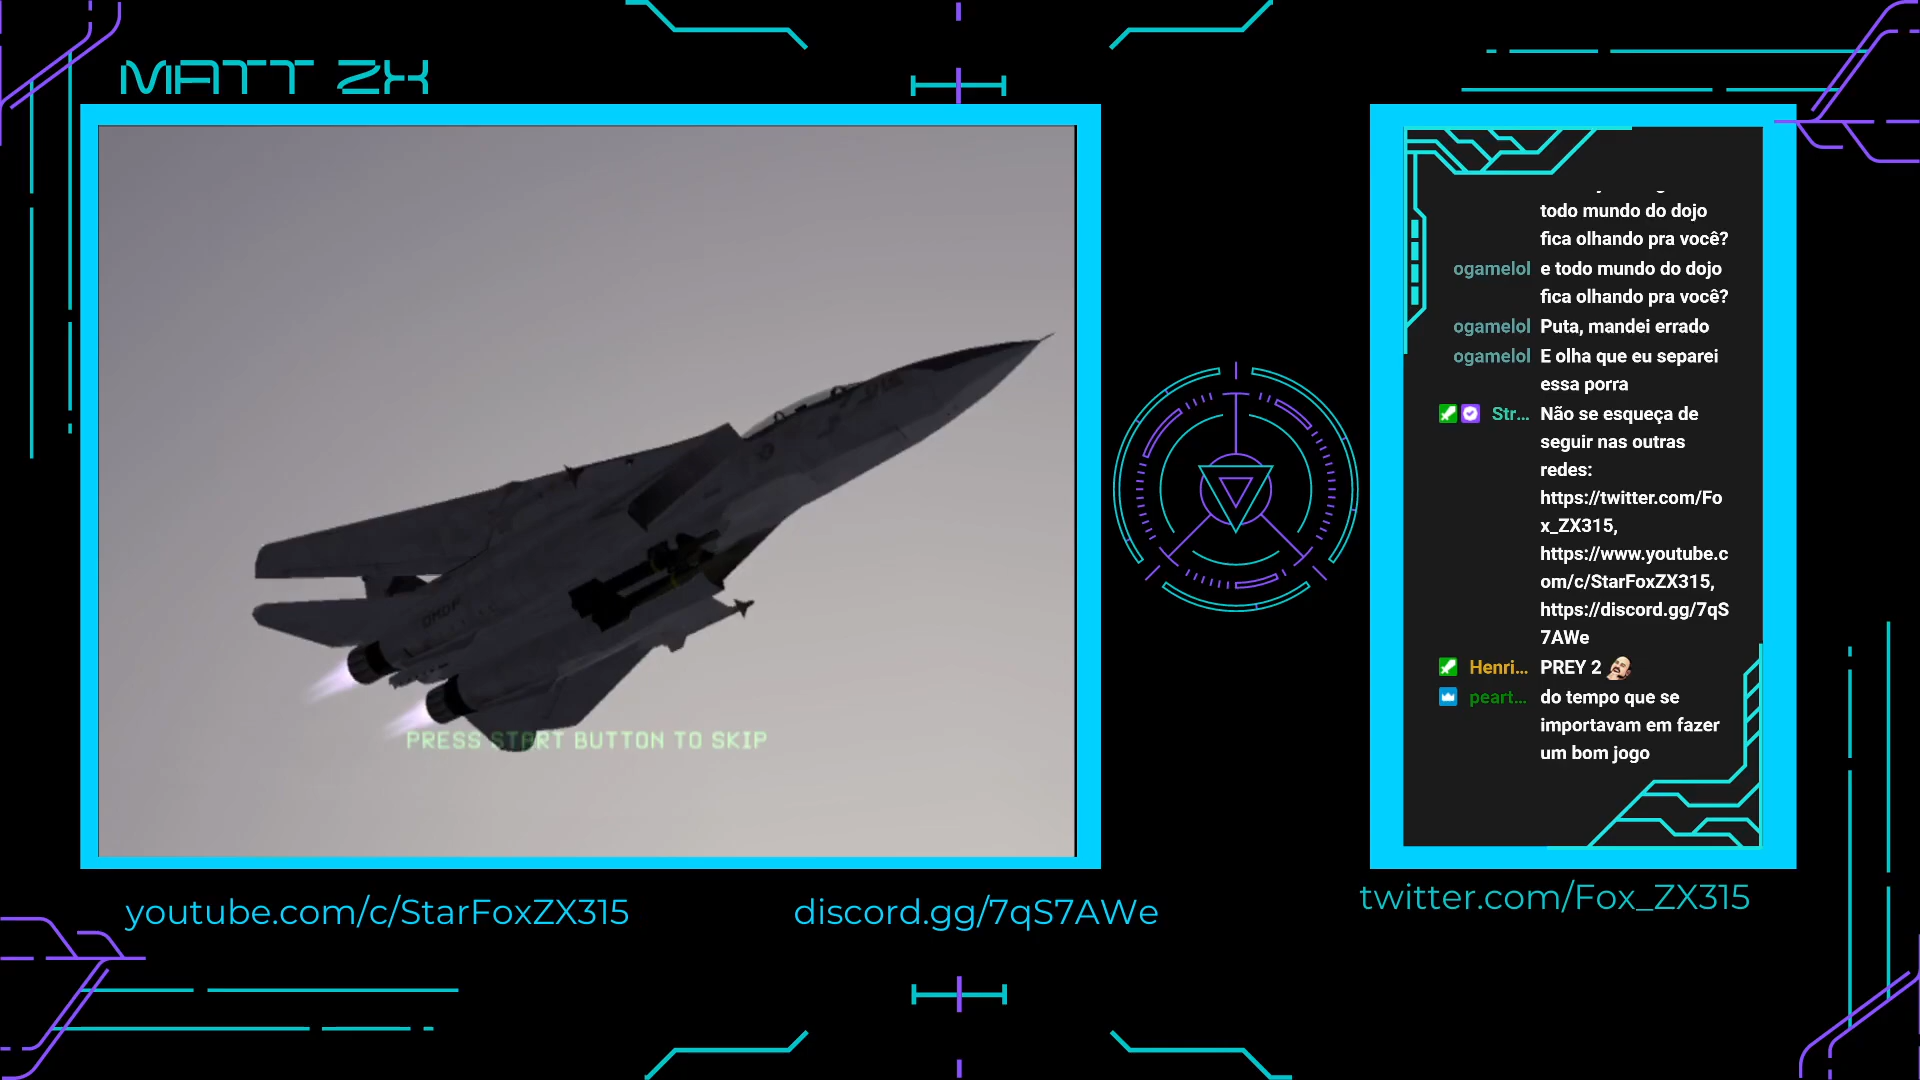 MATT ZX
PRESS START BUTTON TO SKIP
todo mundo do dojo
fica olhando pra você?
ogamelol e todo mundo do dojo
fica olhando pra você?
ogamelol Puta, mandei errado
ogamelol E olha que eu separei
essa porra
Str... Não se esqueça de
seguir nas outras
redes:
https://twitter.com/Fo
x_ZX315,
https://www.youtube.c
om/c/StarFoxZX315,
https://discord.gg/7qS
7AWe
Henri... PREY 2
peart... do tempo que se
importavam em fazer
um bom jogo
youtube.com/c/StarFoxZX315
discord.gg/7qS7AWe
twitter.com/Fox_ZX315